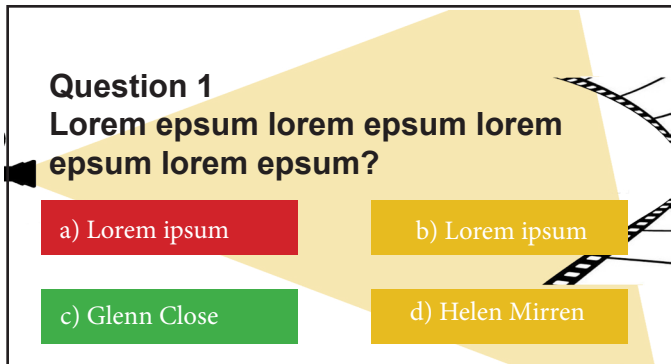 Question 1
Lorem epsum lorem epsum lorem
epsum lorem epsum?
a) Lorem ipsum
b) Lorem ipsum
c) Glenn Close
d) Helen Mirren